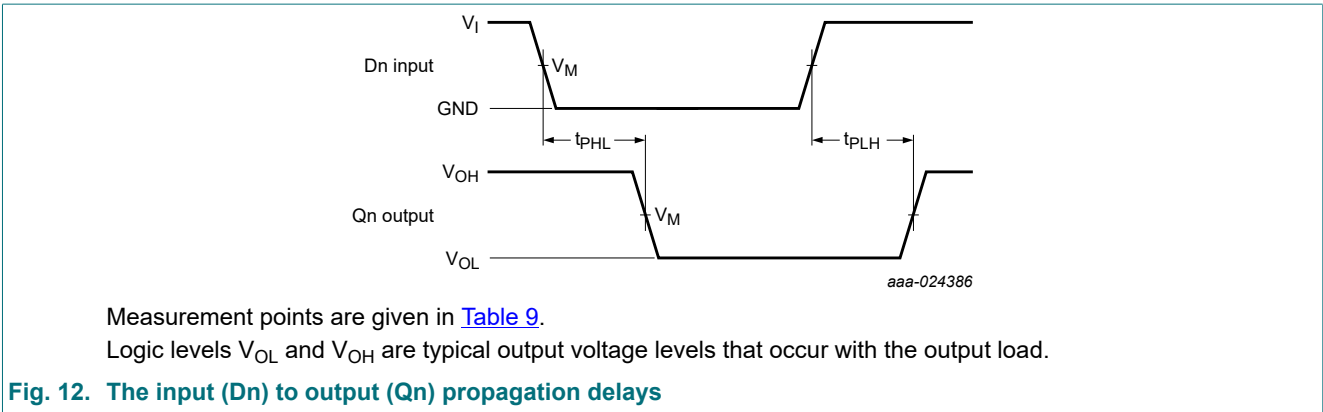 V_I
Dn input
V_M
GND
t_PHL
t_PLH
V_OH
Qn output
V_M
V_OL
aaa-024386
Measurement points are given in Table 9.
Logic levels V_OL and V_OH are typical output voltage levels that occur with the output load.
Fig. 12. The input (Dn) to output (Qn) propagation delays